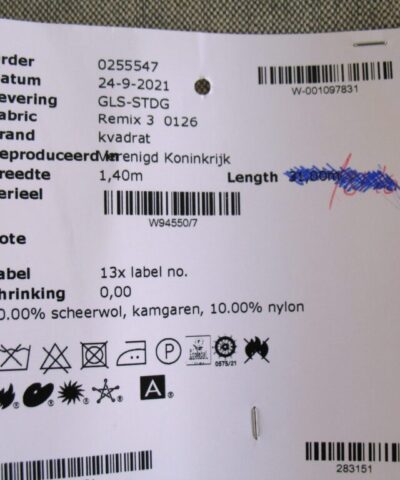 rder 0255547
atum 24-9-2021
W-001097831
evering GLS-STDG
abric Remix 3 0126
rand kvadrat
eproduceerd in Verenigd Koninkrijk
reedte 1,40m Length
erieel
W94550/7
ote
abel 13x label no.
hrinking 0,00
0.00% scheerwol, kamgaren, 10.00% nylon
P
0575/21
A
283151